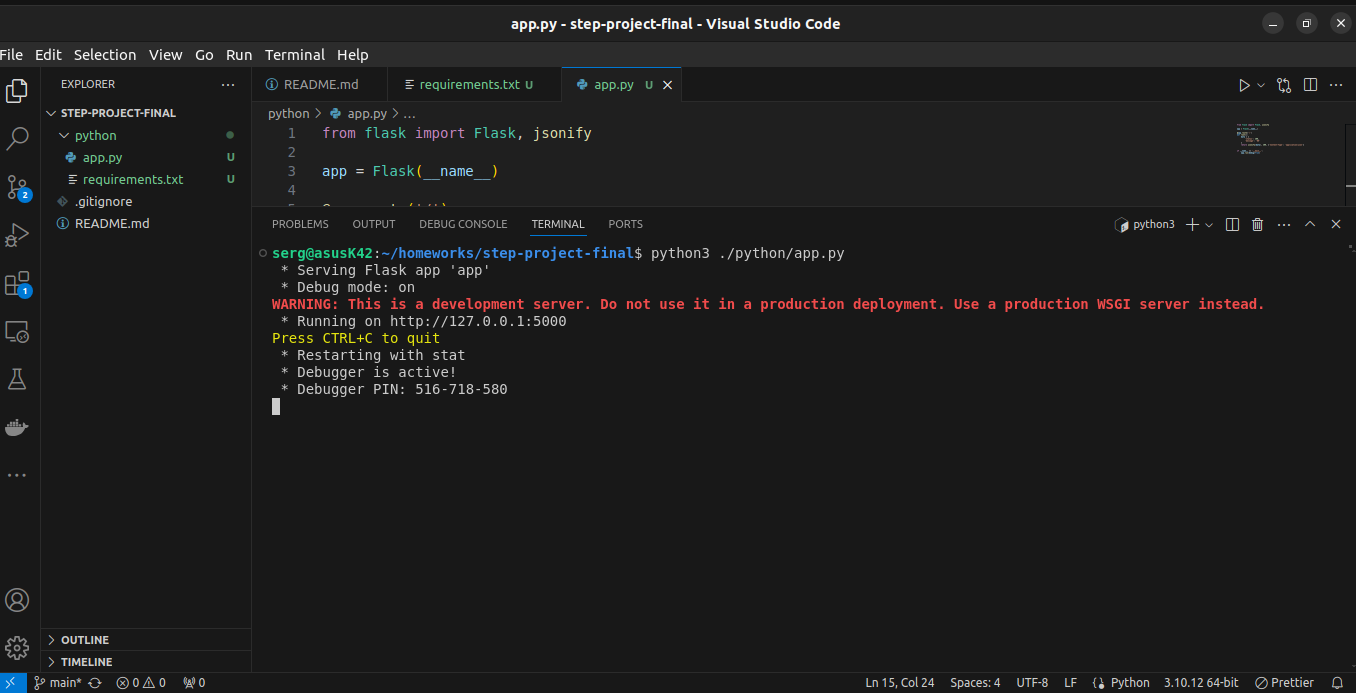 app.py - step-project-final - Visual Studio Code
File Edit Selection View Go Run Terminal Help
EXPLORER
STEP-PROJECT-FINAL
python
app.py U
requirements.txt U
.gitignore
README.md
OUTLINE
TIMELINE
README.md requirements.txt U app.py U
python > app.py > ...
1 from flask import Flask, jsonify
2
3 app = Flask(__name__)
4
PROBLEMS OUTPUT DEBUG CONSOLE TERMINAL PORTS python3
serg@asusK42:~/homeworks/step-project-final$ python3 ./python/app.py
* Serving Flask app 'app'
* Debug mode: on
WARNING: This is a development server. Do not use it in a production deployment. Use a production WSGI server instead.
* Running on http://127.0.0.1:5000
Press CTRL+C to quit
* Restarting with stat
* Debugger is active!
* Debugger PIN: 516-718-580
2
1
main* 0 0 0 Ln 15, Col 24 Spaces: 4 UTF-8 LF Python 3.10.12 64-bit Prettier